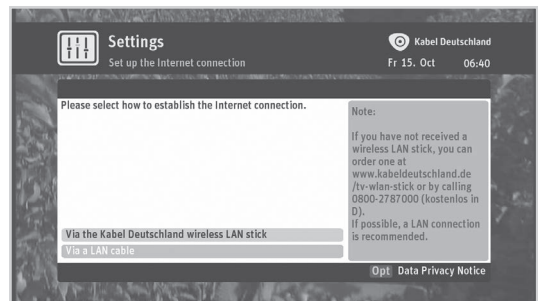 Settings
Set up the Internet connection
Kabel Deutschland
Fr 15. Oct 06:40
Please select how to establish the Internet connection.
Via the Kabel Deutschland wireless LAN stick
Via a LAN cable
Note:
If you have not received a
wireless LAN stick, you can
order one at
www.kabeldeutschland.de
/tv-wlan-stick or by calling
0800-2787000 (kostenlos in
D).
If possible, a LAN connection
is recommended.
Opt Data Privacy Notice